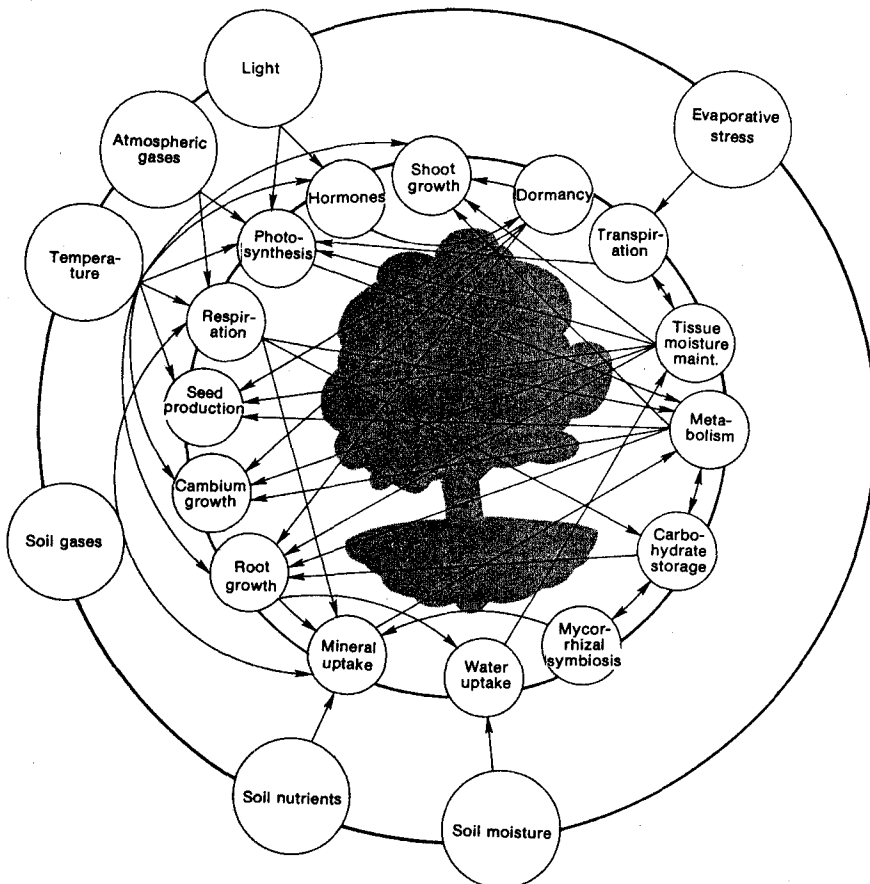 Light
Evaporative
stress
Atmospheric
gases
Shoot
growth
Hormones
Dormancy
Photo-
synthesis
Transpir-
ation
Tempera-
ture
Respir-
ation
Tissue
moisture
maint.
Seed
production
Meta-
bolism
Cambium
growth
Soil gases
Carbo-
hydrate
storage
Root
growth
Mycor-
rhizal
symbiosis
Mineral
uptake
Water
uptake
Soil nutrients
Soil moisture